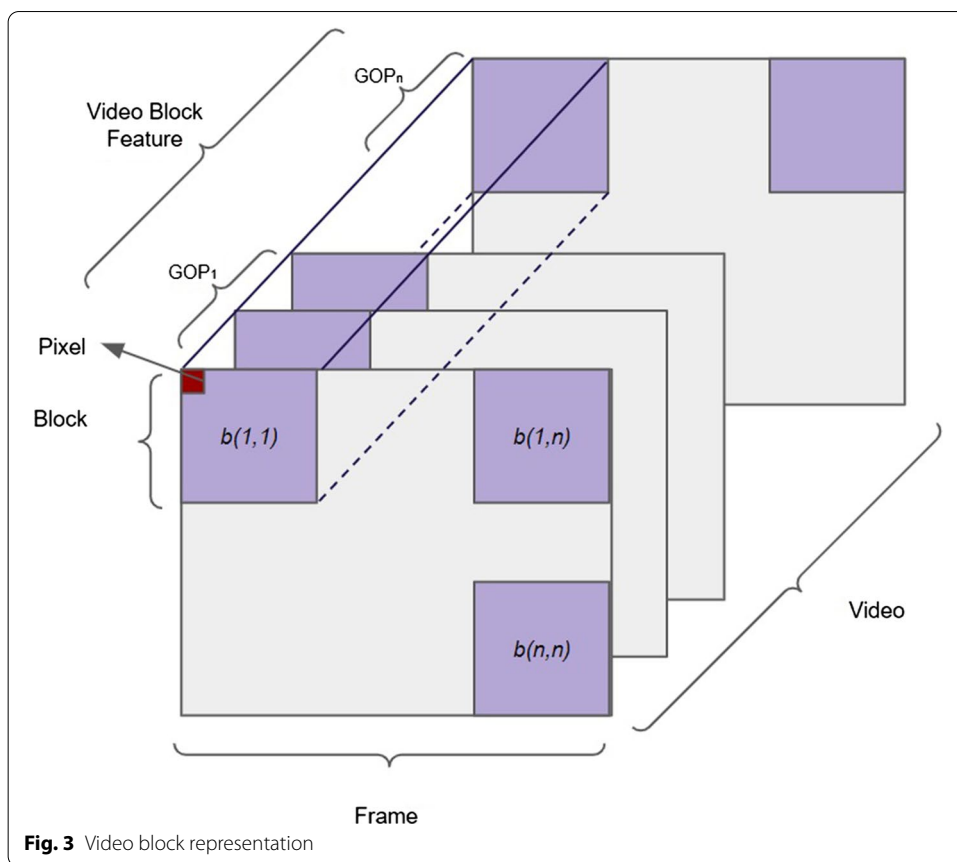 GOPn
Video Block
Feature
GOP1
Pixel
Block
b(1,1)
b(1,n)
b(n,n)
Video
Frame
Fig. 3 Video block representation